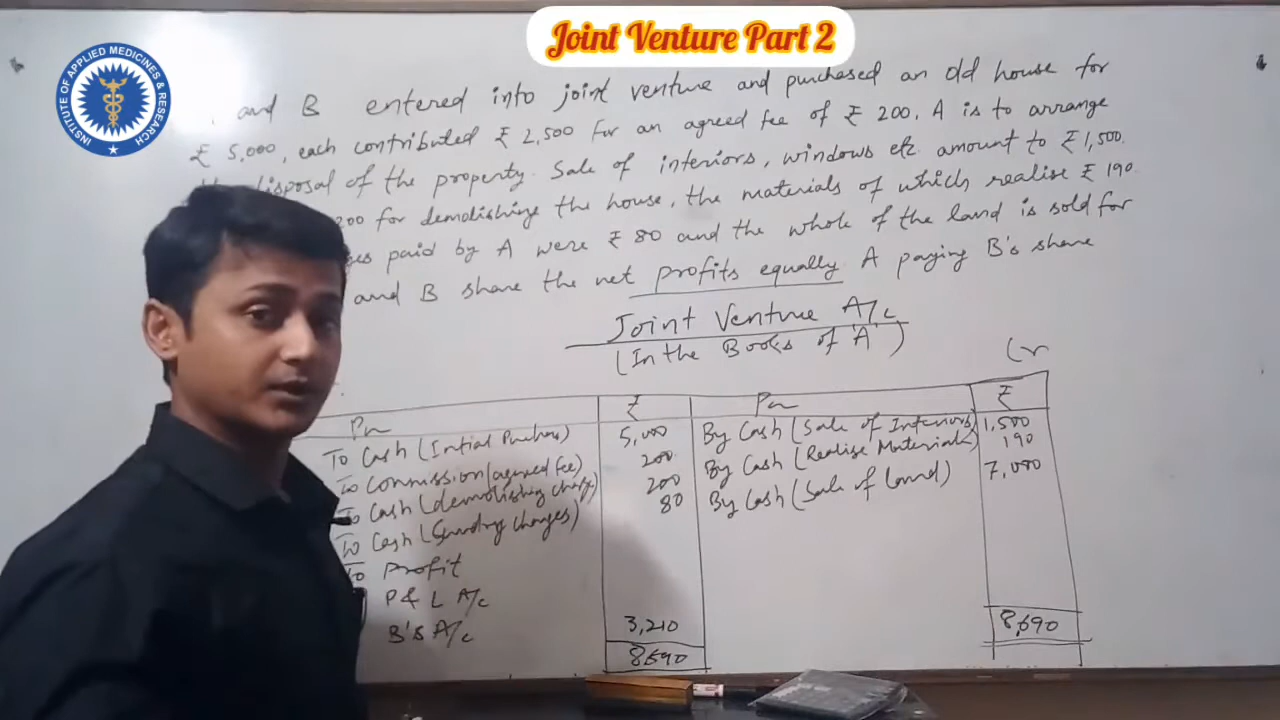 Joint Venture Part 2
INSTITUTE OF APPLIED MEDICINES & RESEARCH
and B entered into joint venture and purchased an old house for
₹ 5,000, each contributed ₹ 2,500 for an agreed fee of ₹ 200. A is to arrange
disposal of the property. Sale of interiors, windows etc. amount to ₹ 1,500.
200 for demolishing the house, the materials of which realise ₹ 190.
paid by A were ₹ 80 and the whole of the land is sold for
and B share the net profits equally A paying B's share
Joint Venture A/c
(In the Books of 'A')
Cr
₹ ₹
To Cash (Initial Purchase) 5,000 By Cash (Sale of Interiors) 1,500
To Commission (agreed fee) 200 By Cash (Realise Materials) 190
To Cash (demolishing charges) 200 By Cash (Sale of Land) 7,000
To Cash (Sundry charges) 80
To Profit
P & L A/c
B's A/c 3,210
8,690 8,690